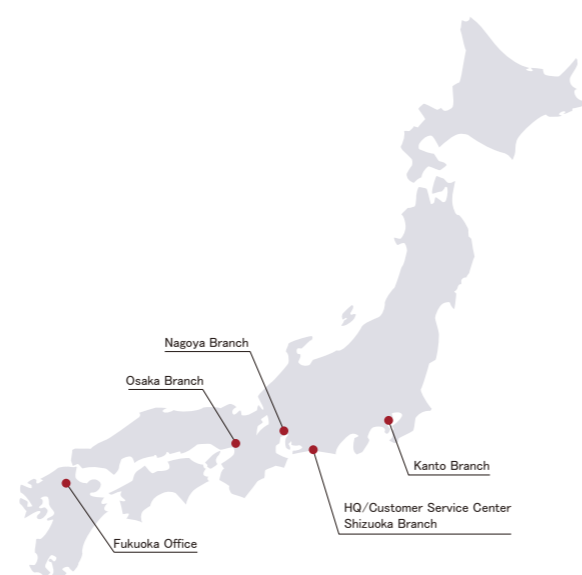 Nagoya Branch
Osaka Branch
Kanto Branch
HQ/Customer Service Center
Shizuoka Branch
Fukuoka Office